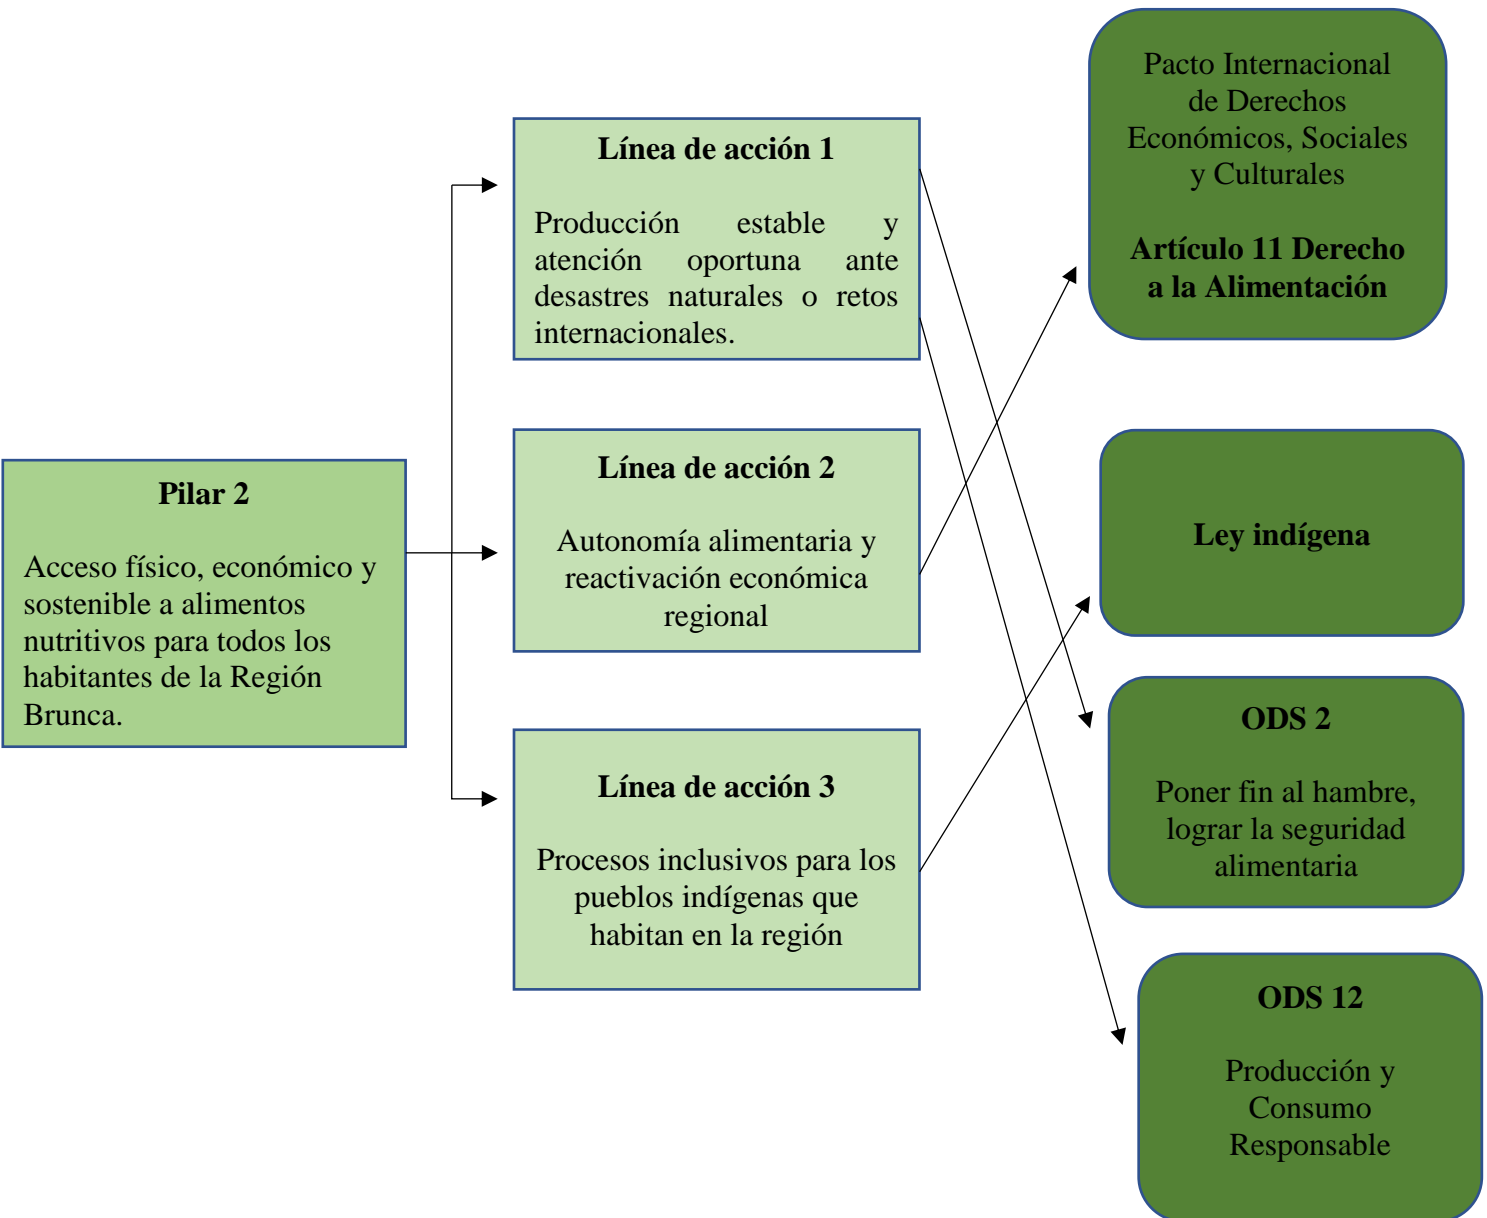 Pilar 2
Acceso físico, económico y
sostenible a alimentos
nutritivos para todos los
habitantes de la Región
Brunca.
Línea de acción 1
Producción estable y
atención oportuna ante
desastres naturales o retos
internacionales.
Línea de acción 2
Autonomía alimentaria y
reactivación económica
regional
Línea de acción 3
Procesos inclusivos para los
pueblos indígenas que
habitan en la región
Pacto Internacional
de Derechos
Económicos, Sociales
y Culturales
Artículo 11 Derecho
a la Alimentación
Ley indígena
ODS 2
Poner fin al hambre,
lograr la seguridad
alimentaria
ODS 12
Producción y
Consumo
Responsable